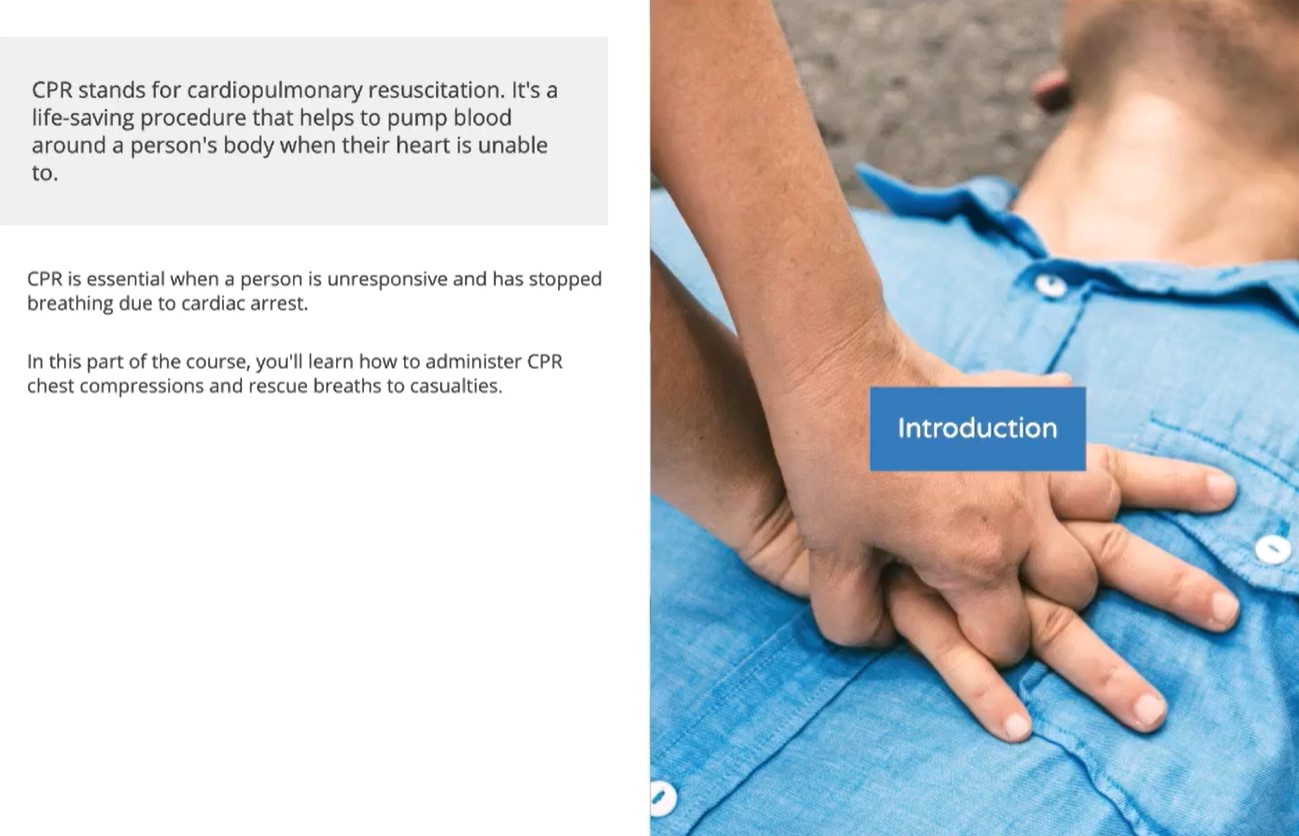 CPR stands for cardiopulmonary resuscitation. It's a
life-saving procedure that helps to pump blood
around a person's body when their heart is unable
to.
CPR is essential when a person is unresponsive and has stopped
breathing due to cardiac arrest.
In this part of the course, you'll learn how to administer CPR
chest compressions and rescue breaths to casualties.
Introduction